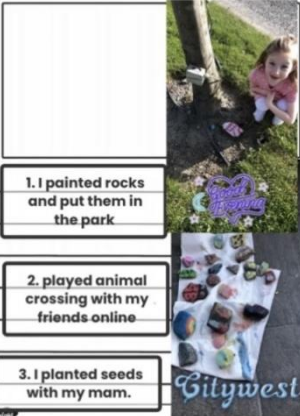 1. I painted rocks
and put them in
the park
Good
Evening
2. played animal
crossing with my
friends online
3. I planted seeds
with my mam.
Citywest